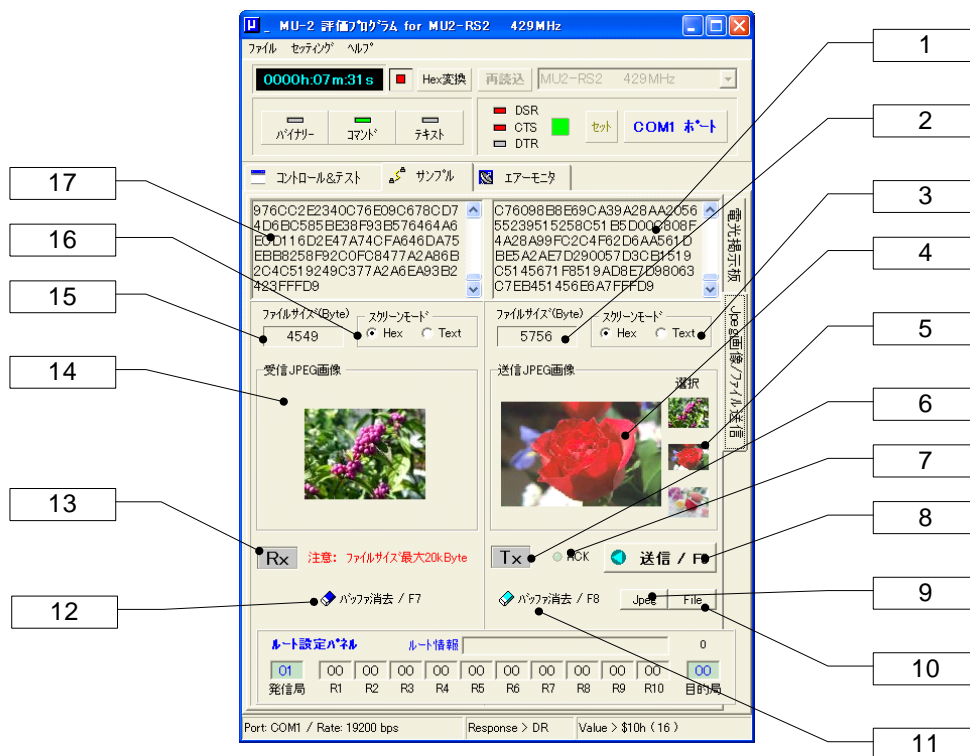 MU-2 評価ﾌﾟﾛｸﾞﾗﾑ for MU2-RS2 429MHz
ﾌｧｲﾙ ｾｯﾃｨﾝｸﾞ ﾍﾙﾌﾟ
0000h:07m:31s Hex変換 再読込 MU2-RS2 429MHz
ﾊﾞｲﾅﾘｰ ｺﾏﾝﾄﾞ ﾃｷｽﾄ
DSR
CTS
DTR
ｾｯﾄ COM1 ﾎﾟｰﾄ
ｺﾝﾄﾛｰﾙ&ﾃｽﾄ ｻﾝﾌﾟﾙ ｴｱｰﾓﾆﾀ
976CC2E2340C76E09C678CD7
4D6BC585BE38F93B576464A6
D116D2E47A74CFA646DA75
EBB8258F92C0FC8477A2A86B
2C4C519249C377A2A6EA93B2
423FFFD9
C76098B8E69CA39A28AA2056
55239515258C51B5D00
808F
4A28A99FC2C4F62D6AA561D
BE5A2AE7D290057D3CB1519
C5145671F8519AD8E7D98063
C7EB451456E6A7FFFD9
電光掲示板
Jpeg画像/ﾌｧｲﾙ送信
ﾌｧｲﾙｻｲｽﾞ(Byte)
4549
ｽｸﾘｰﾝﾓｰﾄﾞ
Hex Text
ﾌｧｲﾙｻｲｽﾞ(Byte)
5756
ｽｸﾘｰﾝﾓｰﾄﾞ
Hex Text
受信JPEG画像
送信JPEG画像
選択
Rx 注意: ﾌｧｲﾙｻｲｽﾞ最大20kByte
Tx ACK 送信 /
ﾊﾞｯﾌｧ消去 / F7
ﾊﾞｯﾌｧ消去 / F8
Jpeg File
ﾙｰﾄ設定ﾊﾟﾈﾙ ﾙｰﾄ情報 0
01 00 00 00 00 00 00 00 00 00 00 00
発信局 R1 R2 R3 R4 R5 R6 R7 R8 R9 R10 目的局
Port: COM1 / Rate: 19200 bps Response > DR Value > $10h ( 16 )
1
2
3
4
5
6
7
8
9
10
11
12
13
14
15
16
17